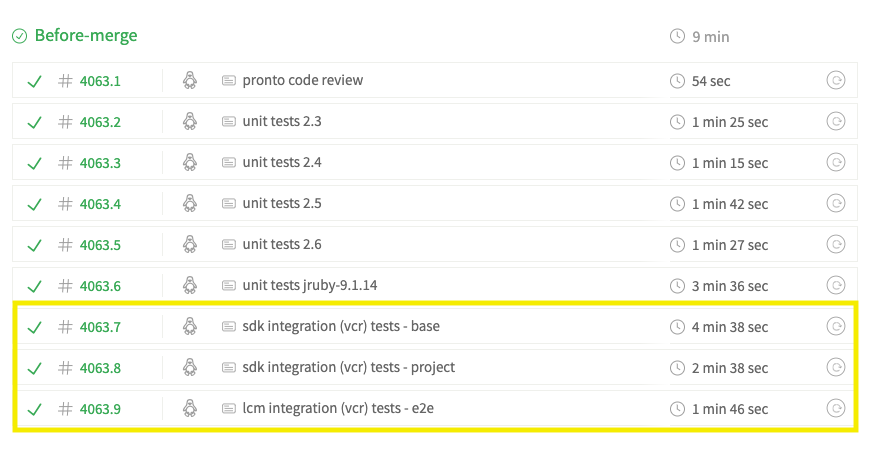 Before-merge 9 min
# 4063.1 pronto code review 54 sec
# 4063.2 unit tests 2.3 1 min 25 sec
# 4063.3 unit tests 2.4 1 min 15 sec
# 4063.4 unit tests 2.5 1 min 42 sec
# 4063.5 unit tests 2.6 1 min 27 sec
# 4063.6 unit tests jruby-9.1.14 3 min 36 sec
# 4063.7 sdk integration (vcr) tests - base 4 min 38 sec
# 4063.8 sdk integration (vcr) tests - project 2 min 38 sec
# 4063.9 lcm integration (vcr) tests - e2e 1 min 46 sec